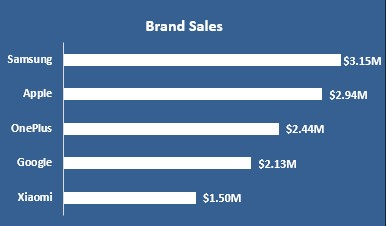 Brand Sales
Samsung $3.15M
Apple $2.94M
OnePlus $2.44M
Google $2.13M
Xiaomi $1.50M